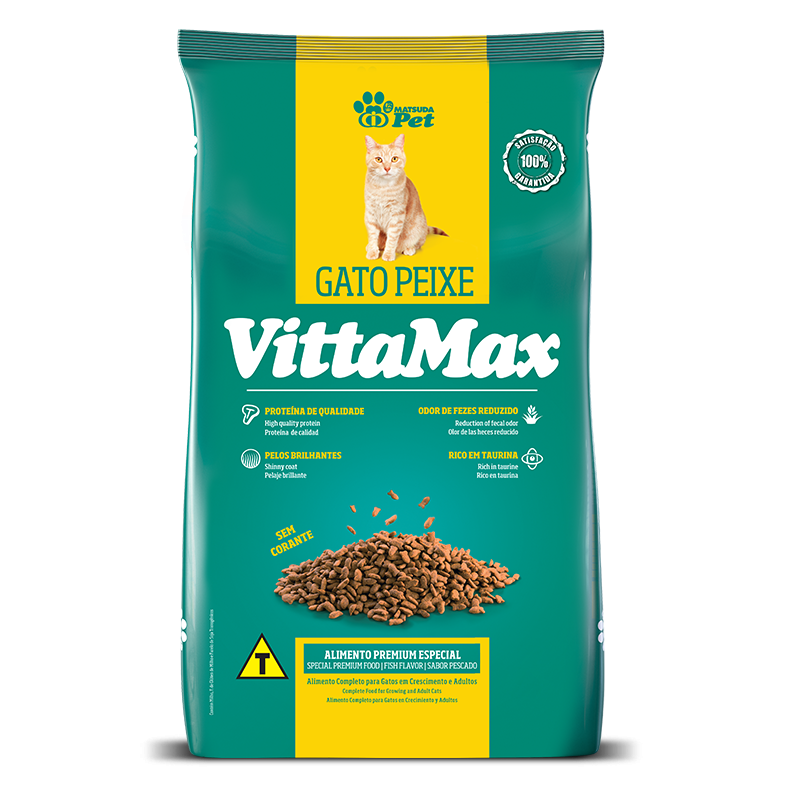 MATSUDA
Pet
SATISFAÇÃO
100%
GARANTIDA
GATO PEIXE
VittaMax
PROTEÍNA DE QUALIDADE
High quality protein
Proteína de calidad
ODOR DE FEZES REDUZIDO
Reduction of fecal odor
Olor de las heces reducido
PELOS BRILHANTES
Shinny coat
Pelaje brillante
RICO EM TAURINA
Rich in taurine
Rico en taurina
SEM
CORANTE
T
ALIMENTO PREMIUM ESPECIAL
SPECIAL PREMIUM FOOD | FISH FLAVOR | SABOR PESCADO
Alimento Completo para Gatos em Crescimento e Adultos
Complete Food for Growing and Adult Cats
Alimento Completo para Gatos en Crecimiento y Adultos